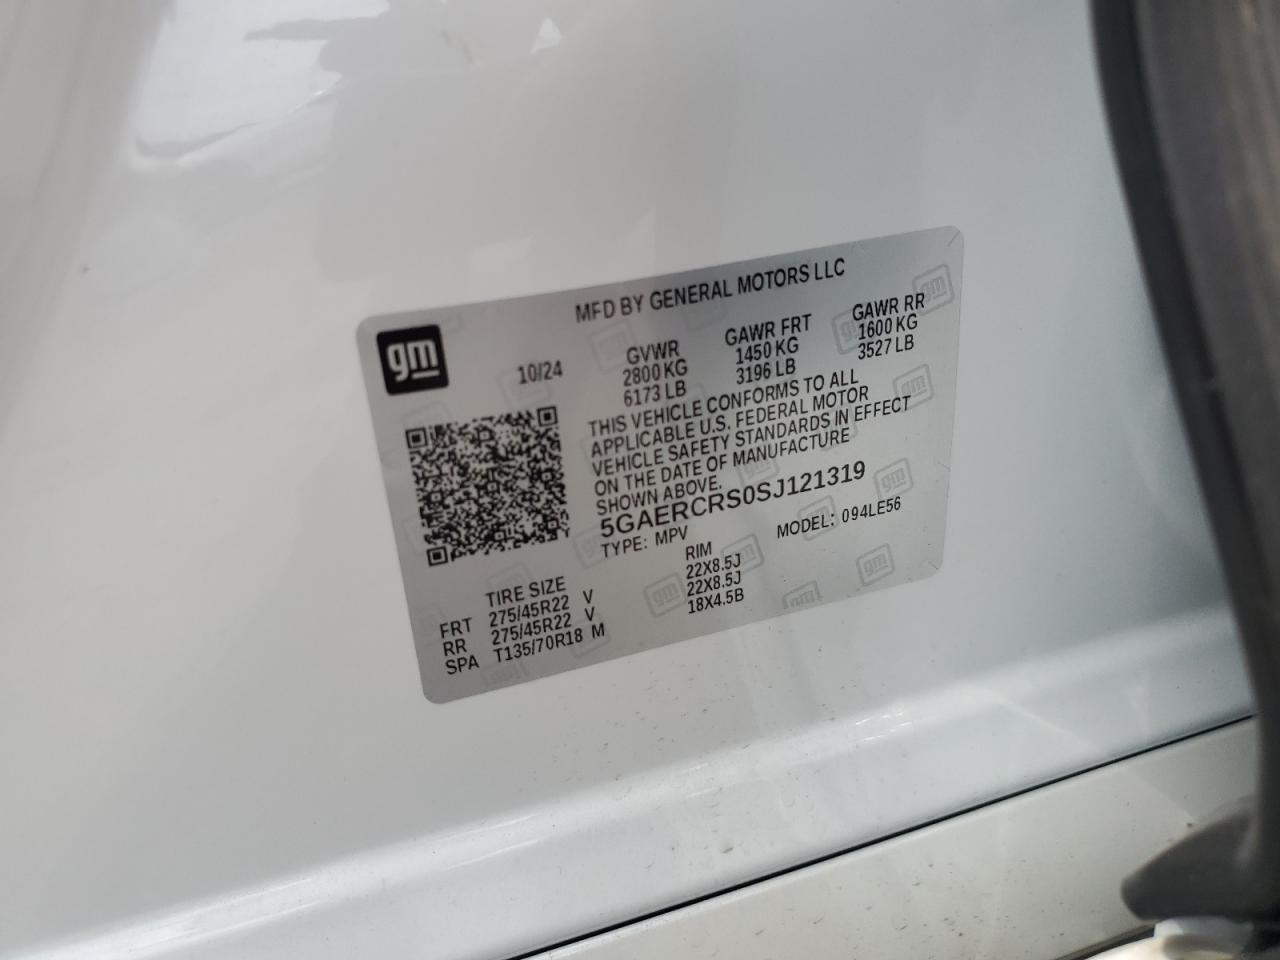 MFD BY GENERAL MOTORS LLC
gm
10/24
GVWR
2800 KG
6173 LB
GAWR FRT
1450 KG
3196 LB
GAWR RR
1600 KG
3527 LB
THIS VEHICLE CONFORMS TO ALL
APPLICABLE U.S. FEDERAL MOTOR
VEHICLE SAFETY STANDARDS IN EFFECT
ON THE DATE OF MANUFACTURE
SHOWN ABOVE.
5GAERCRS0SJ121319
TYPE: MPV MODEL: 094LE56
TIRE SIZE RIM
FRT 275/45R22 V 22X8.5J
RR 275/45R22 V 22X8.5J
SPA T135/70R18 M 18X4.5B